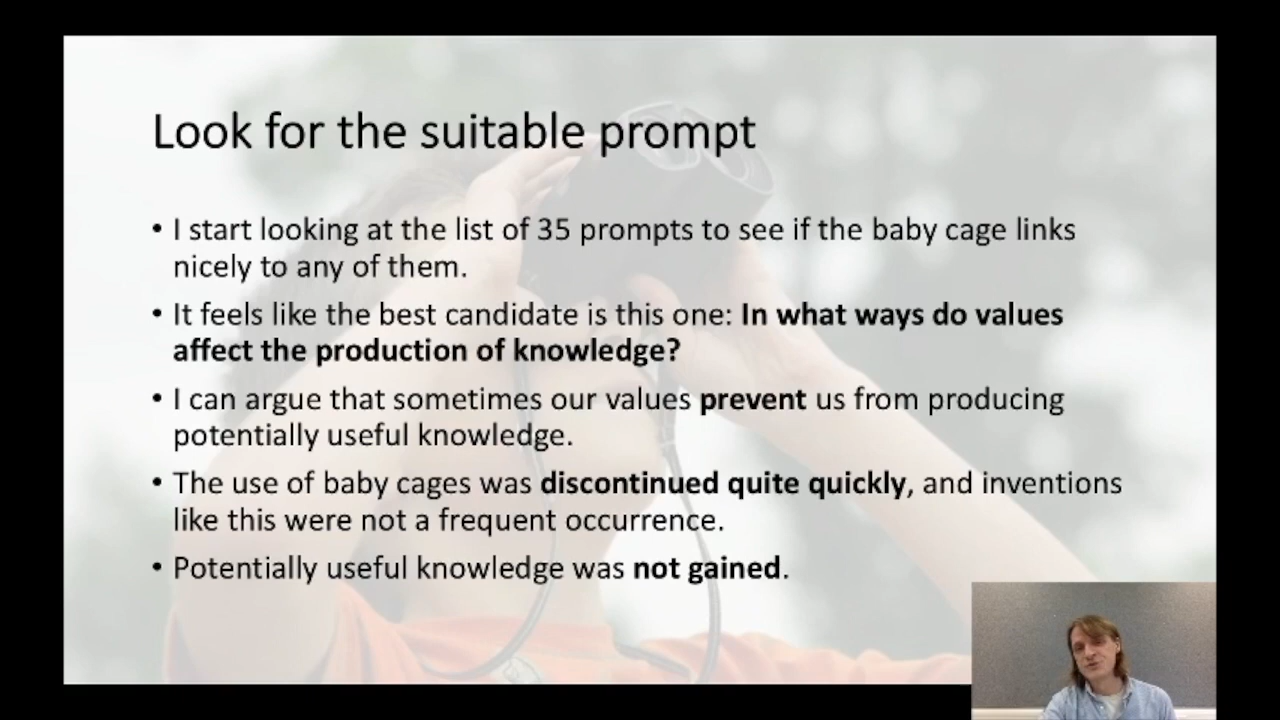 Look for the suitable prompt
• I start looking at the list of 35 prompts to see if the baby cage links
nicely to any of them.
• It feels like the best candidate is this one: In what ways do values
affect the production of knowledge?
• I can argue that sometimes our values prevent us from producing
potentially useful knowledge.
• The use of baby cages was discontinued quite quickly, and inventions
like this were not a frequent occurrence.
• Potentially useful knowledge was not gained.